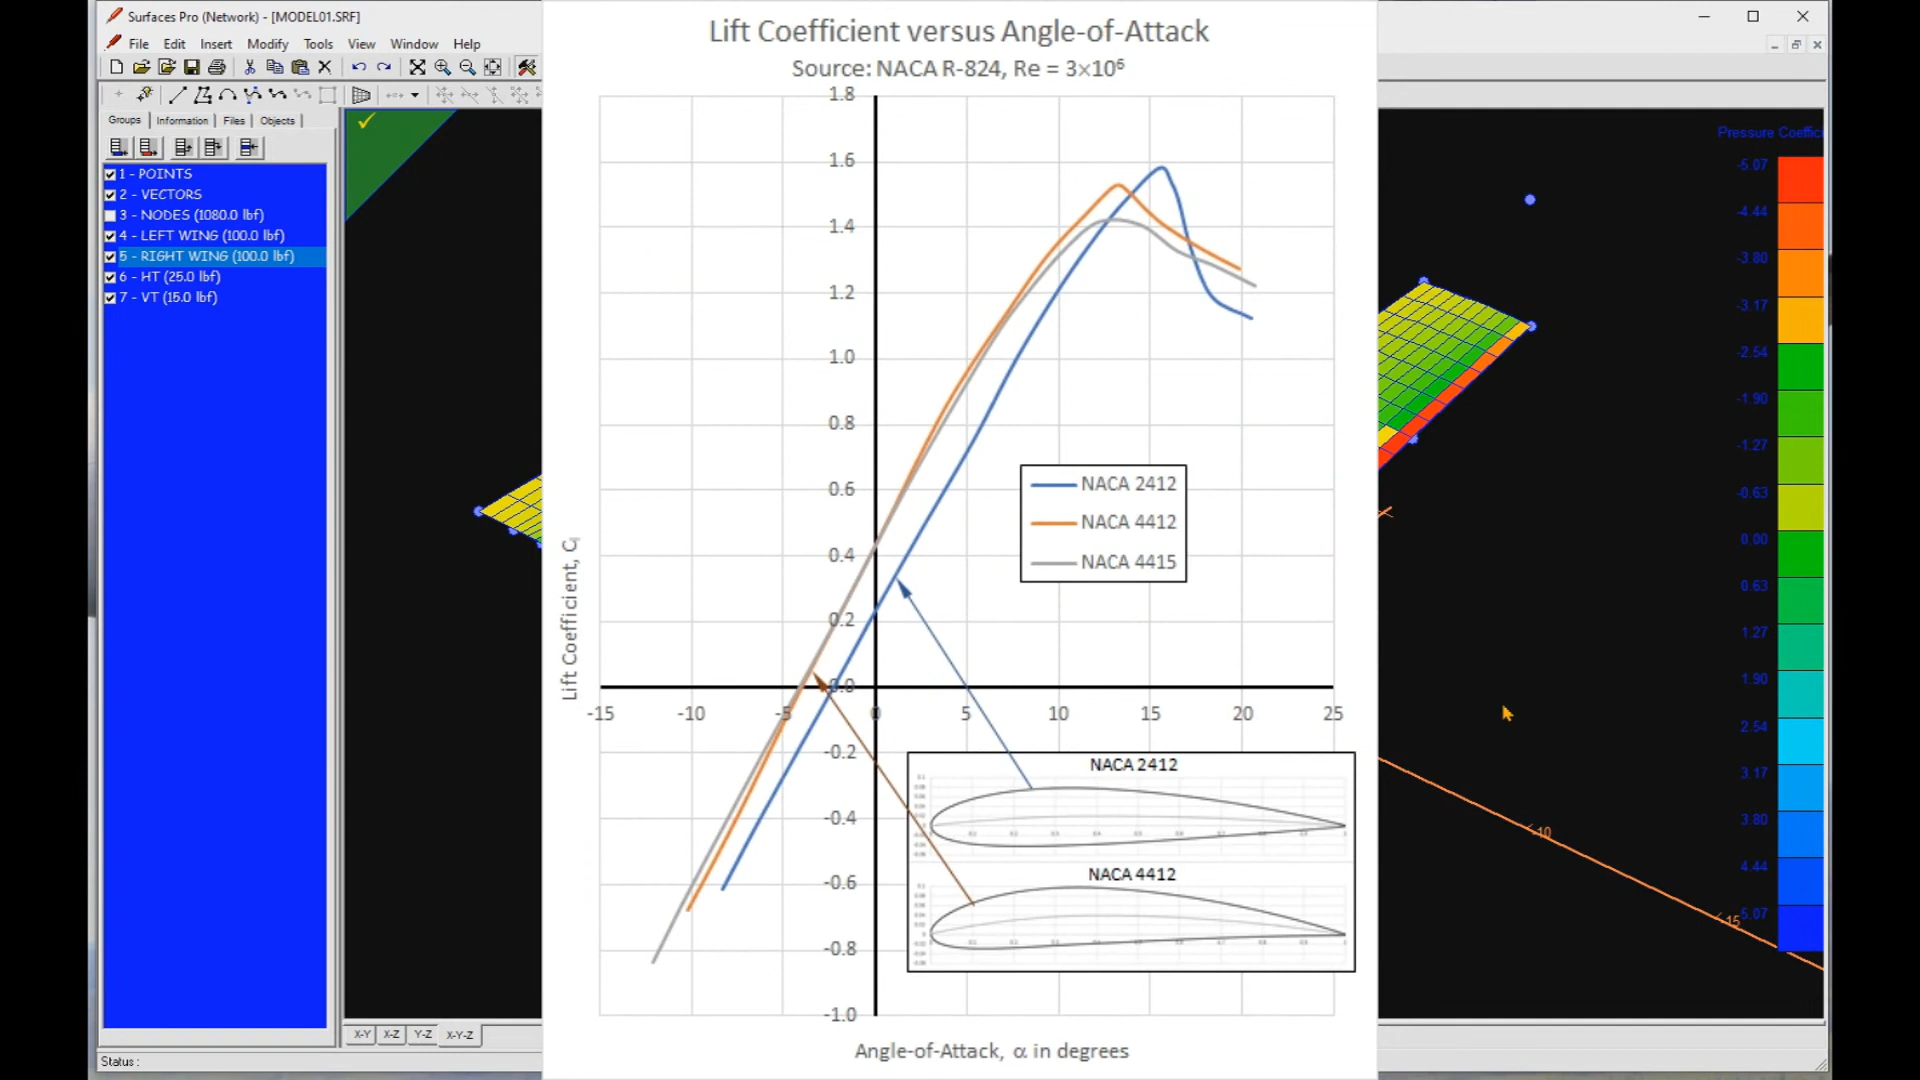 Surfaces Pro (Network) - [MODEL01.SRF]
File Edit Insert Modify Tools View Window Help
Groups Information Files Objects
1 - POINTS
2 - VECTORS
3 - NODES (1080.0 lbf)
4 - LEFT WING (100.0 lbf)
5 - RIGHT WING (100.0 lbf)
6 - HT (25.0 lbf)
7 - VT (15.0 lbf)
X-Y X-Z Y-Z X-Y-Z
Status :
Lift Coefficient versus Angle-of-Attack
Source: NACA R-824, Re = 3×10⁶
1.8
1.6
1.4
1.2
1.0
0.8
0.6
0.4
0.2
0.0
-0.2
-0.4
-0.6
-0.8
-1.0
-15 -10 -5 0 5 10 15 20 25
Lift Coefficient, Cl
Angle-of-Attack, α in degrees
NACA 2412
NACA 4412
NACA 4415
NACA 2412
NACA 4412
Pressure Coeffic
-5.07
-4.44
-3.80
-3.17
-2.54
-1.90
-1.27
-0.63
0.00
0.63
1.27
1.90
2.54
3.17
3.80
4.44
5.07
10
15